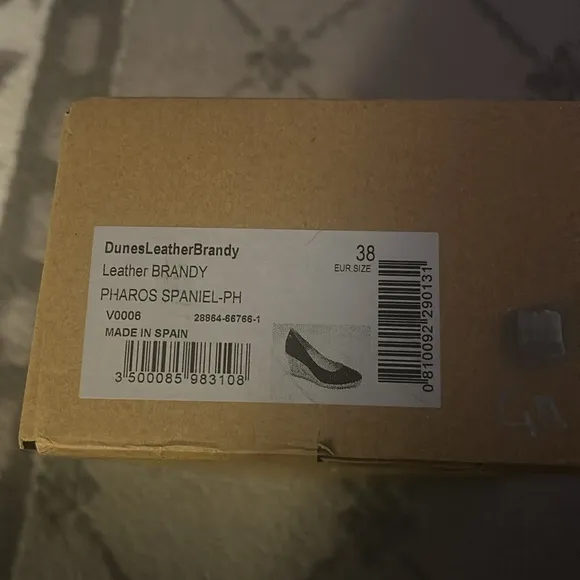 DunesLeatherBrandy
Leather BRANDY
PHAROS SPANIEL-PH
V0006 28964-66766-1
MADE IN SPAIN
3 500085 983108
38
EUR.SIZE
0 810092 290131